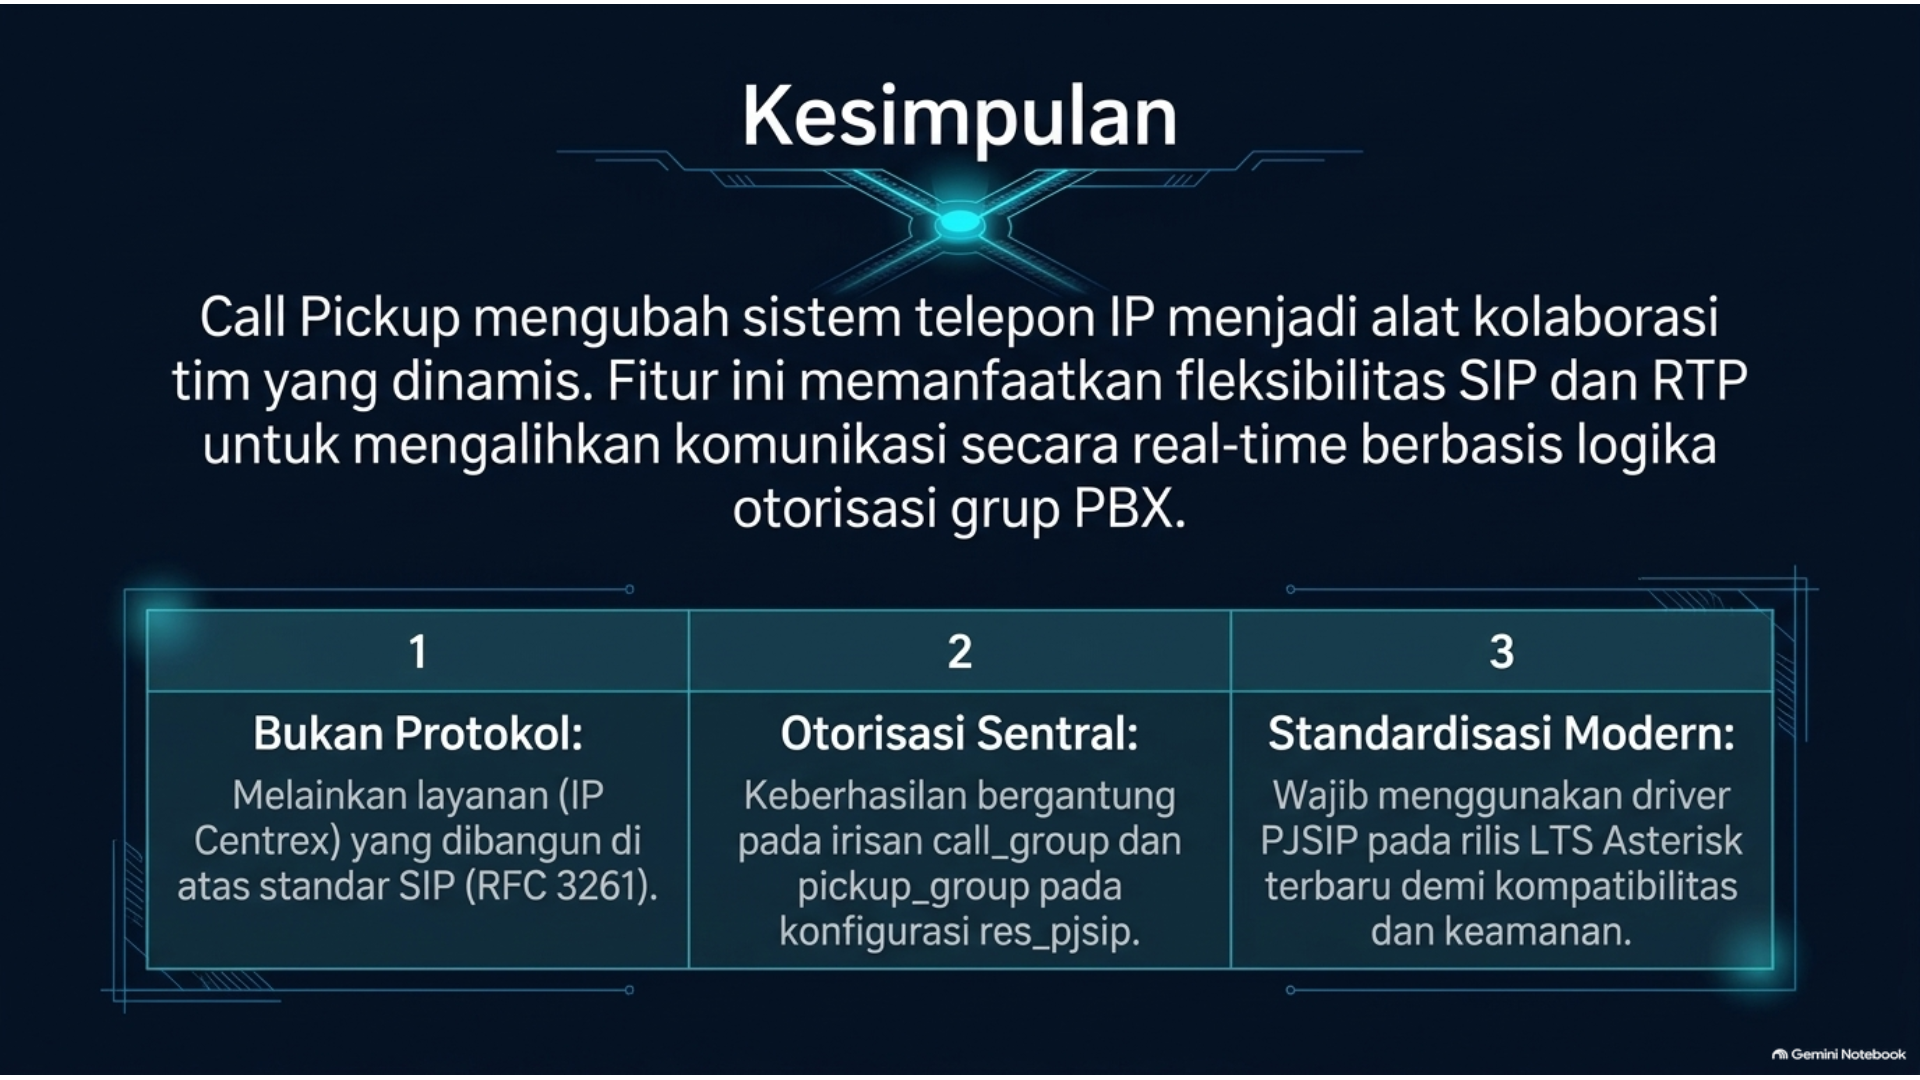 Kesimpulan
Call Pickup mengubah sistem telepon IP menjadi alat kolaborasi
tim yang dinamis. Fitur ini memanfaatkan fleksibilitas SIP dan RTP
untuk mengalihkan komunikasi secara real-time berbasis logika
otorisasi grup PBX.
1
Bukan Protokol:
Melainkan layanan (IP
Centrex) yang dibangun di
atas standar SIP (RFC 3261).
2
Otorisasi Sentral:
Keberhasilan bergantung
pada irisan call_group dan
pickup_group pada
konfigurasi res_pjsip.
3
Standardisasi Modern:
Wajib menggunakan driver
PJSIP pada rilis LTS Asterisk
terbaru demi kompatibilitas
dan keamanan.
Gemini Notebook